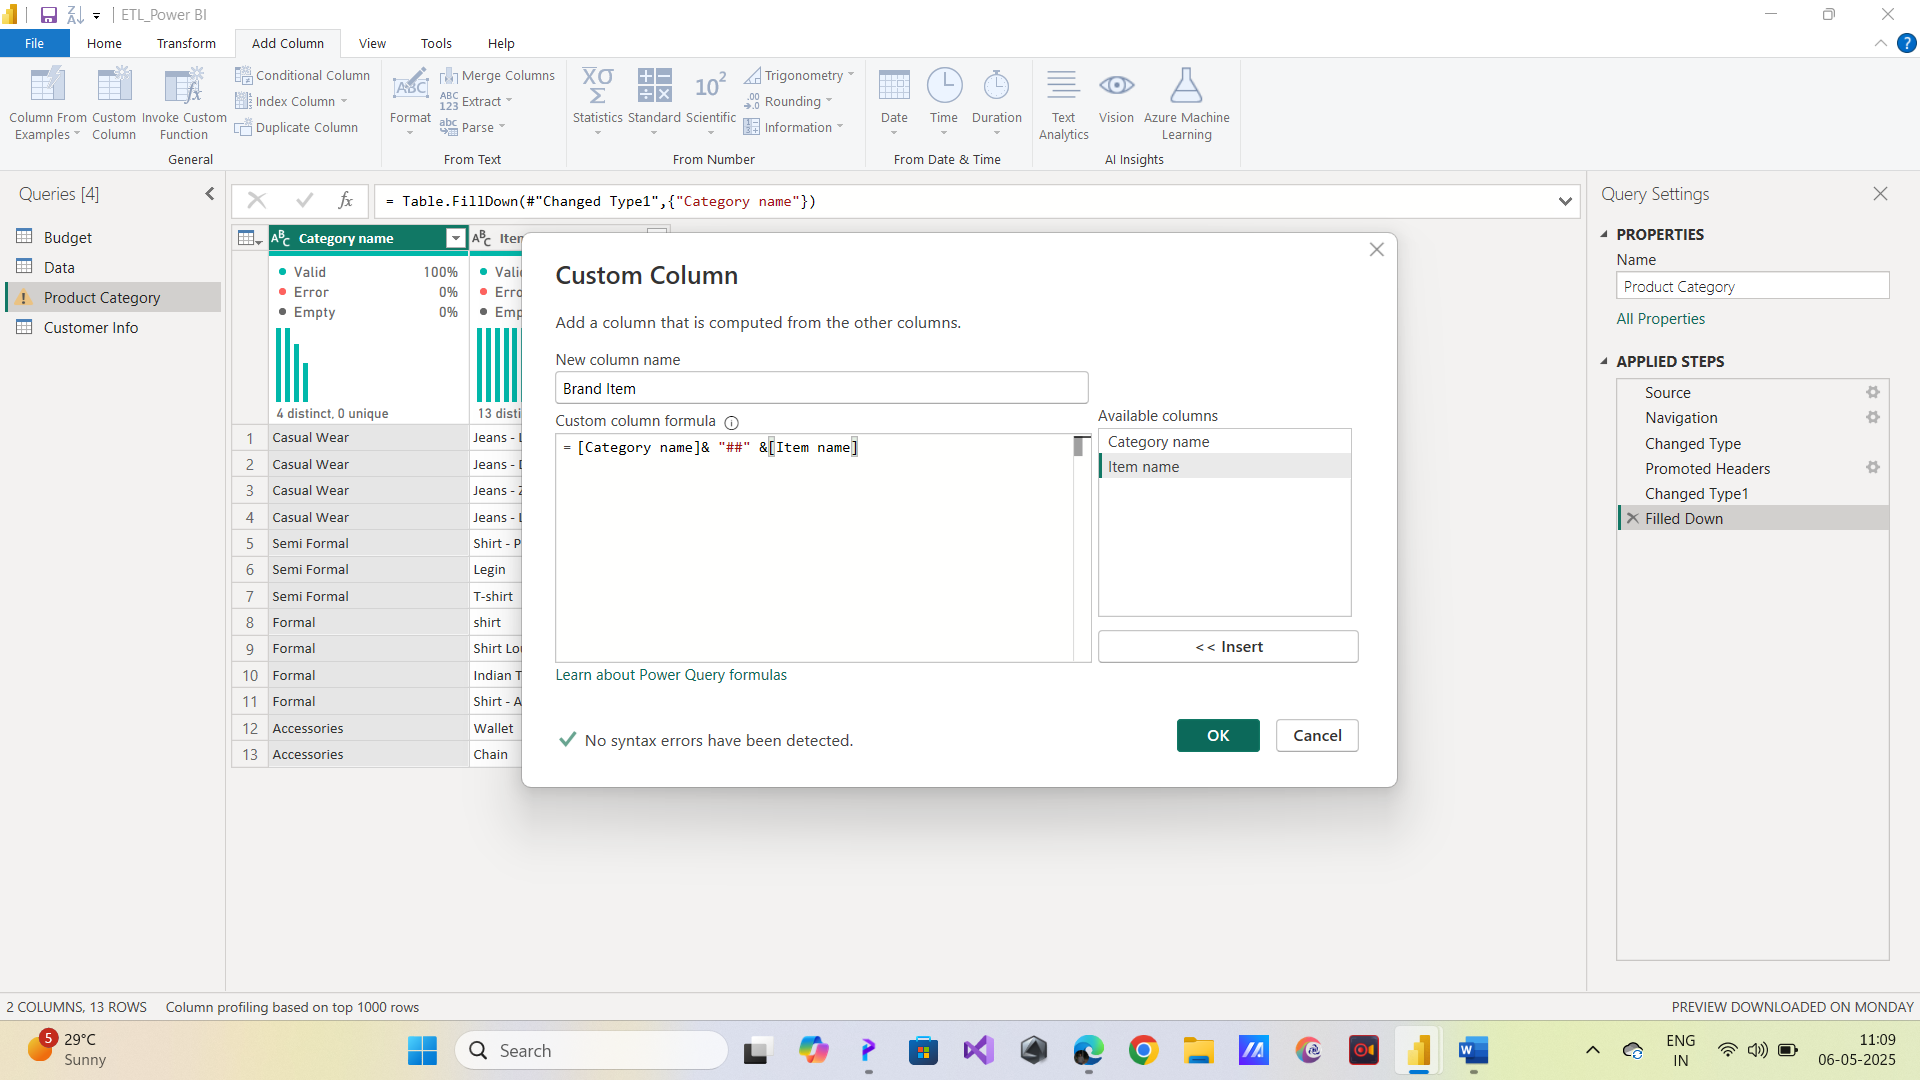 ETL_Power BI
File Home Transform Add Column View Tools Help
Column From Examples
Custom Column
Invoke Custom Function
Conditional Column
Index Column
Duplicate Column
General
Format
Merge Columns
Extract
Parse
From Text
Statistics
Standard
Scientific
Trigonometry
Rounding
Information
From Number
Date
Time
Duration
From Date & Time
Text Analytics
Vision
Azure Machine Learning
AI Insights
Queries [4]
Budget
Data
Product Category
Customer Info
= Table.FillDown(#"Changed Type1",{"Category name"})
Category name
Valid 100%
Error 0%
Empty 0%
4 distinct, 0 unique
1 Casual Wear Jeans -
2 Casual Wear Jeans -
3 Casual Wear Jeans -
4 Casual Wear Jeans -
5 Semi Formal Shirt -
6 Semi Formal Legin
7 Semi Formal T-shirt
8 Formal shirt
9 Formal Shirt
10 Formal Indian
11 Formal Shirt -
12 Accessories Wallet
13 Accessories Chain
Custom Column
Add a column that is computed from the other columns.
New column name
Brand Item
Custom column formula
= [Category name]& "##" &[Item name]
Available columns
Category name
Item name
<< Insert
Learn about Power Query formulas
No syntax errors have been detected.
OK
Cancel
Query Settings
PROPERTIES
Name
Product Category
All Properties
APPLIED STEPS
Source
Navigation
Changed Type
Promoted Headers
Changed Type1
Filled Down
2 COLUMNS, 13 ROWS Column profiling based on top 1000 rows
PREVIEW DOWNLOADED ON MONDAY
5
29°C
Sunny
Search
ENG
IN
11:09
06-05-2025